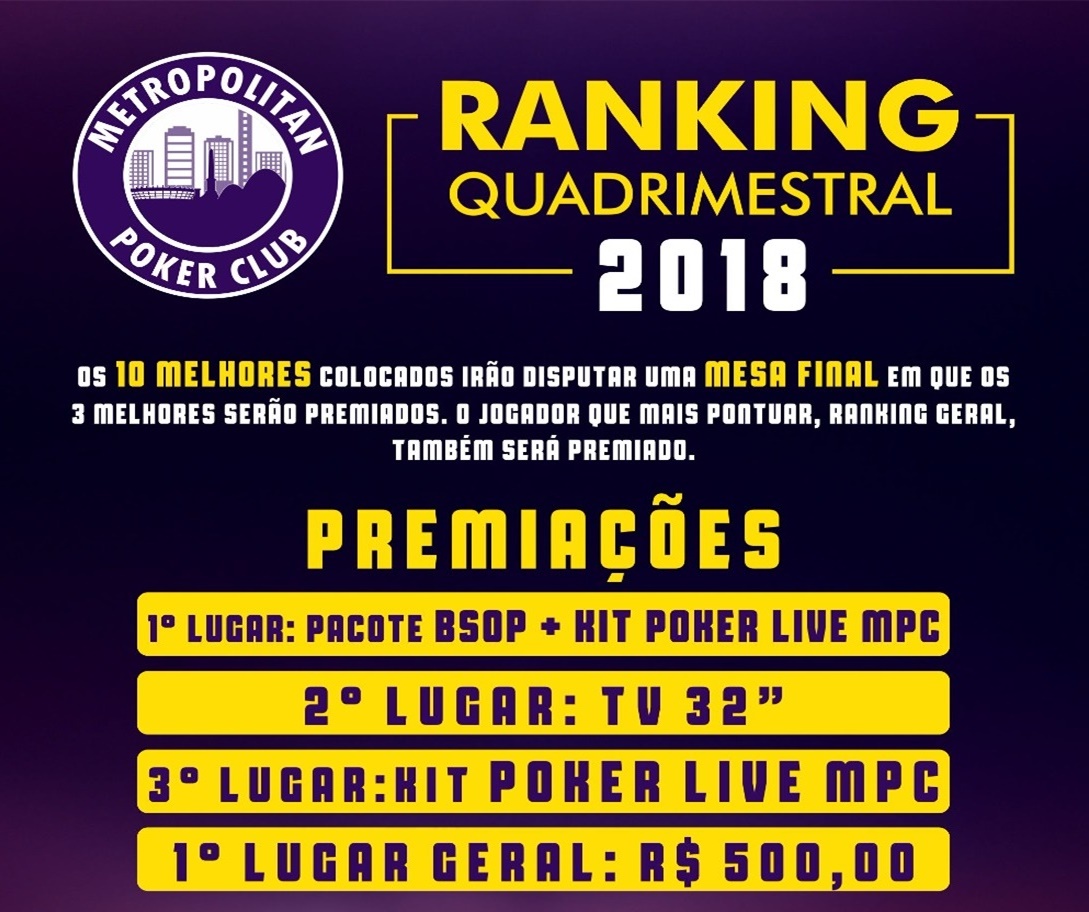 METROPOLITAN
POKER CLUB
RANKING
QUADRIMESTRAL
2018
OS 10 MELHORES COLOCADOS IRÃO DISPUTAR UMA MESA FINAL EM QUE OS
3 MELHORES SERÃO PREMIADOS. O JOGADOR QUE MAIS PONTUAR, RANKING GERAL,
TAMBÉM SERÁ PREMIADO.
PREMIAÇÕES
1º LUGAR: PACOTE BSOP + KIT POKER LIVE MPC
2º LUGAR: TV 32”
3º LUGAR:KIT POKER LIVE MPC
1º LUGAR GERAL: R$ 500,00